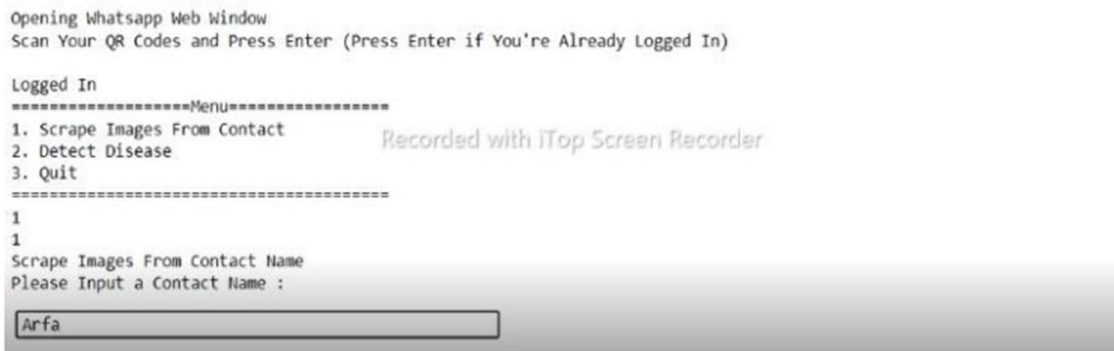 Opening Whatsapp Web Window
Scan Your QR Codes and Press Enter (Press Enter if You're Already Logged In)
Logged In
===================Menu=================
1. Scrape Images From Contact
Recorded with iTop Screen Recorder
2. Detect Disease
3. Quit
========================================
1
1
Scrape Images From Contact Name
Please Input a Contact Name :
Arfa